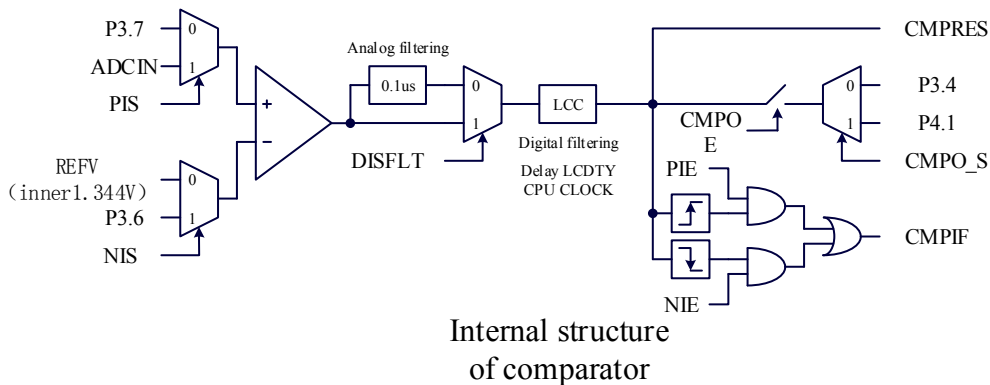 P3.7
0
ADCIN
1
PIS
+
−
REFV
(inner1.344V)
0
P3.6
1
NIS
Analog filtering
0.1us
0
1
DISFLT
LCC
Digital filtering
Delay LCDTY
CPU CLOCK
CMPRES
CMPO
E
0
P3.4
1
P4.1
CMPO_S
PIE
NIE
CMPIF
Internal structure
of comparator